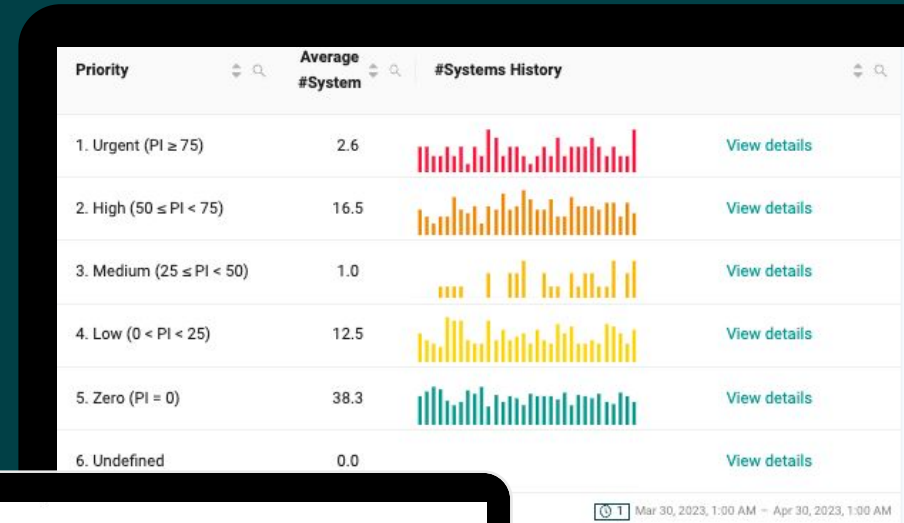 Priority Average #System #Systems History
1. Urgent (PI ≥ 75) 2.6 View details
2. High (50 ≤ PI < 75) 16.5 View details
3. Medium (25 ≤ PI < 50) 1.0 View details
4. Low (0 < PI < 25) 12.5 View details
5. Zero (PI = 0) 38.3 View details
6. Undefined 0.0 View details
1 Mar 30, 2023, 1:00 AM – Apr 30, 2023, 1:00 AM